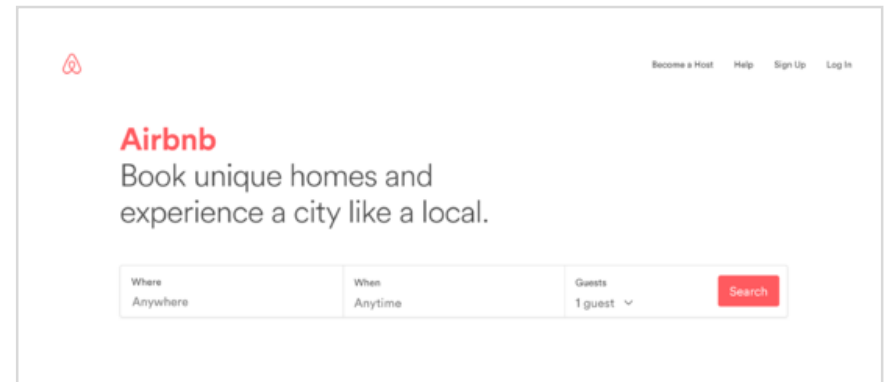 Become a Host Help Sign Up Log In
Airbnb
Book unique homes and
experience a city like a local.
Where When Guests
Anywhere Anytime 1 guest Search